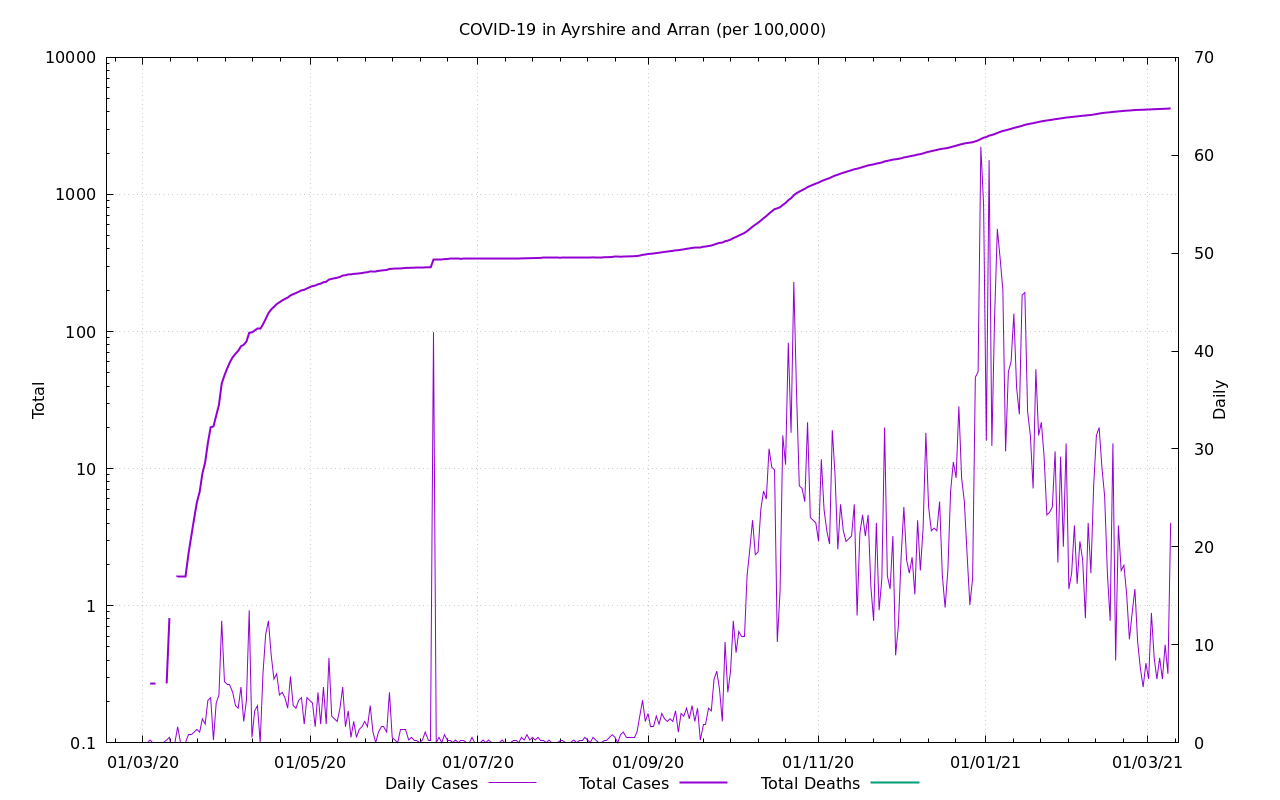 COVID-19 in Ayrshire and Arran (per 100,000)
10000
1000
100
10
1
0.1
Total
70
60
50
40
30
20
10
0
Daily
01/03/20 01/05/20 01/07/20 01/09/20 01/11/20 01/01/21 01/03/21
Daily Cases Total Cases Total Deaths